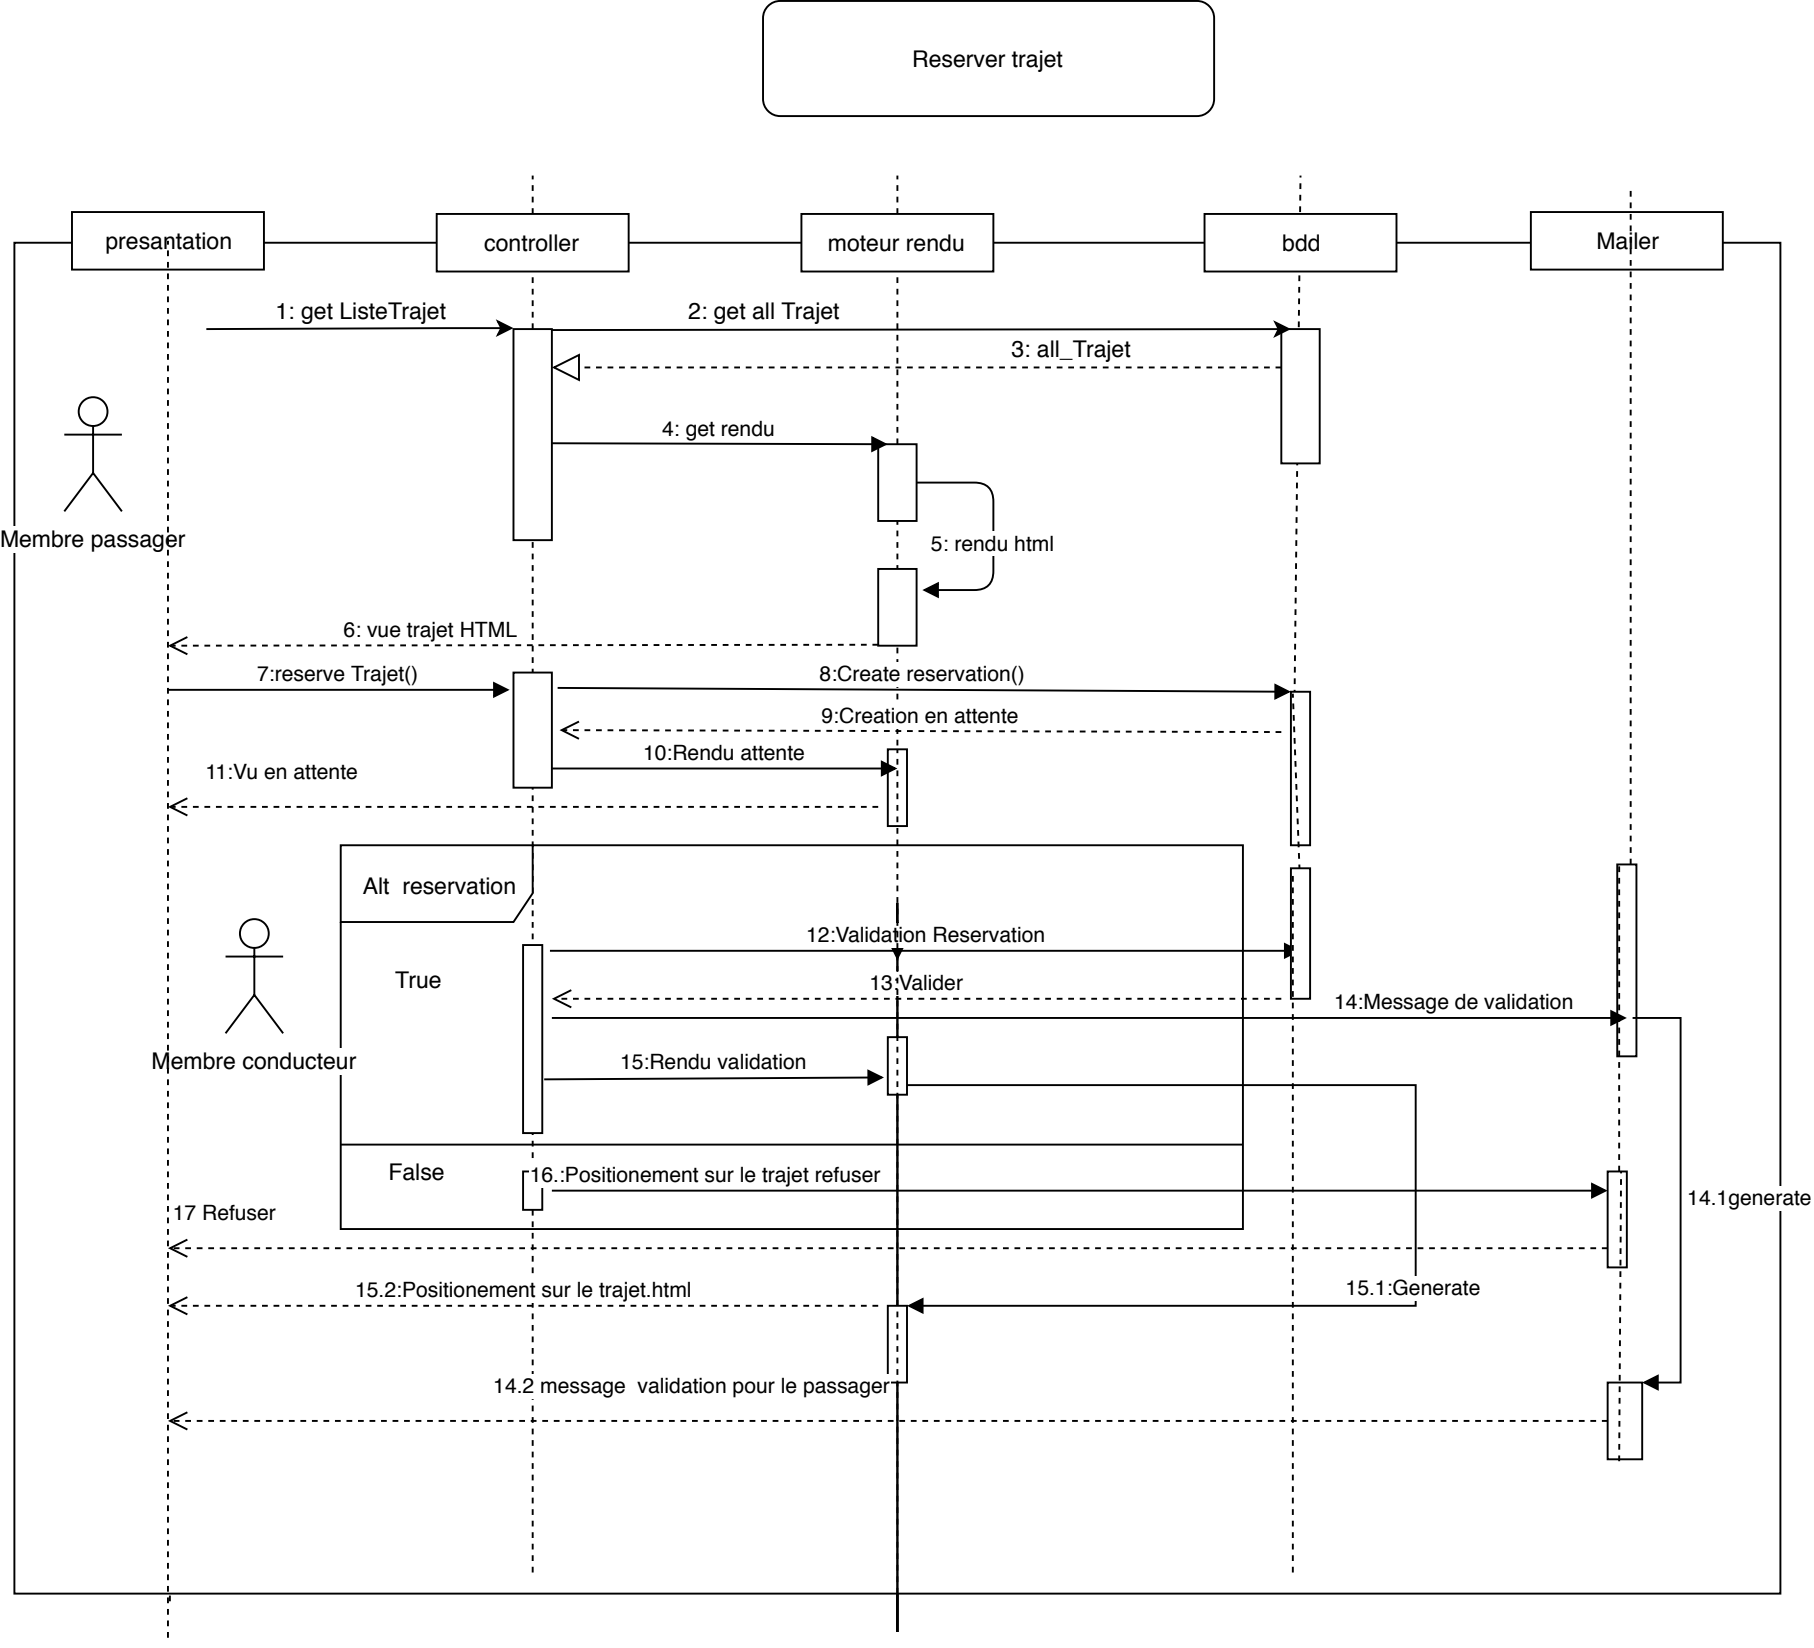 Reserver trajet
presantation
controller
moteur rendu
bdd
Mailer
1: get ListeTrajet
2: get all Trajet
3: all_Trajet
4: get rendu
Membre passager
5: rendu html
6: vue trajet HTML
7:reserve Trajet()
8:Create reservation()
9:Creation en attente
10:Rendu attente
11:Vu en attente
Alt reservation
12:Validation Reservation
True
13:Valider
14:Message de validation
Membre conducteur
15:Rendu validation
False
16.:Positionement sur le trajet refuser
14.1generate
17 Refuser
15.2:Positionement sur le trajet.html
15.1:Generate
14.2 message validation pour le passager